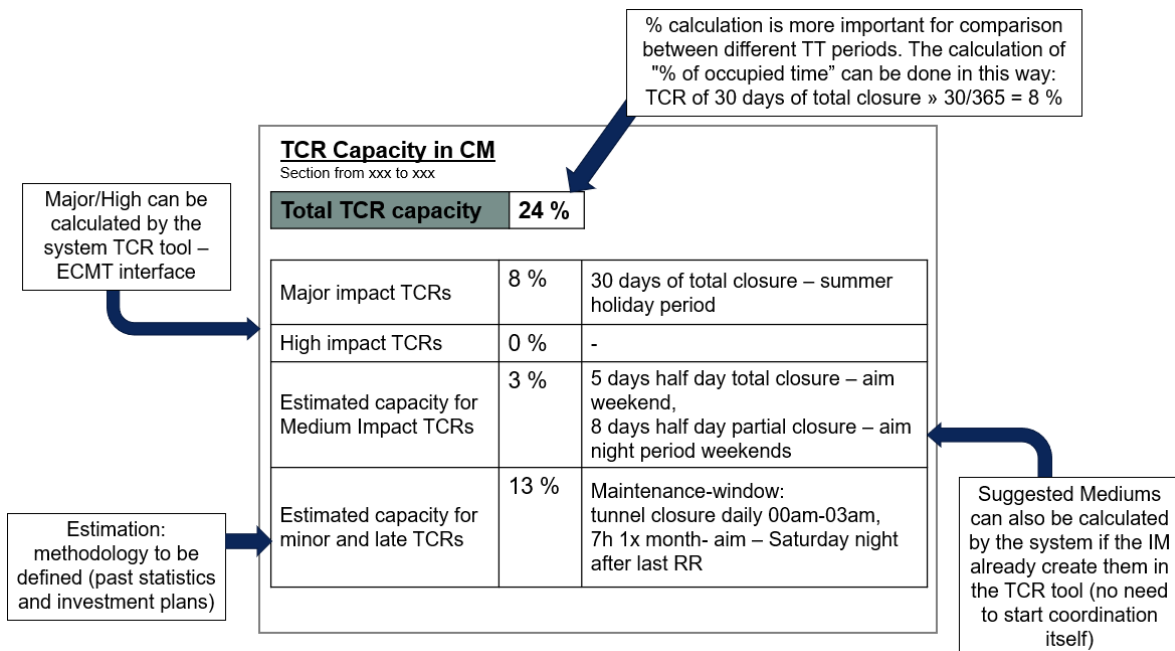 % calculation is more important for comparison
between different TT periods. The calculation of
"% of occupied time” can be done in this way:
TCR of 30 days of total closure » 30/365 = 8 %
TCR Capacity in CM
Section from xxx to xxx
Total TCR capacity 24 %
Major/High can be
calculated by the
system TCR tool –
ECMT interface
Major impact TCRs 8 % 30 days of total closure – summer
holiday period
High impact TCRs 0 % -
Estimated capacity for
Medium Impact TCRs
3 %
5 days half day total closure – aim
weekend,
8 days half day partial closure – aim
night period weekends
Estimated capacity for
minor and late TCRs
13 %
Maintenance-window:
tunnel closure daily 00am-03am,
7h 1x month- aim – Saturday night
after last RR
Estimation:
methodology to be
defined (past statistics
and investment plans)
Suggested Mediums
can also be calculated
by the system if the IM
already create them in
the TCR tool (no need
to start coordination
itself)